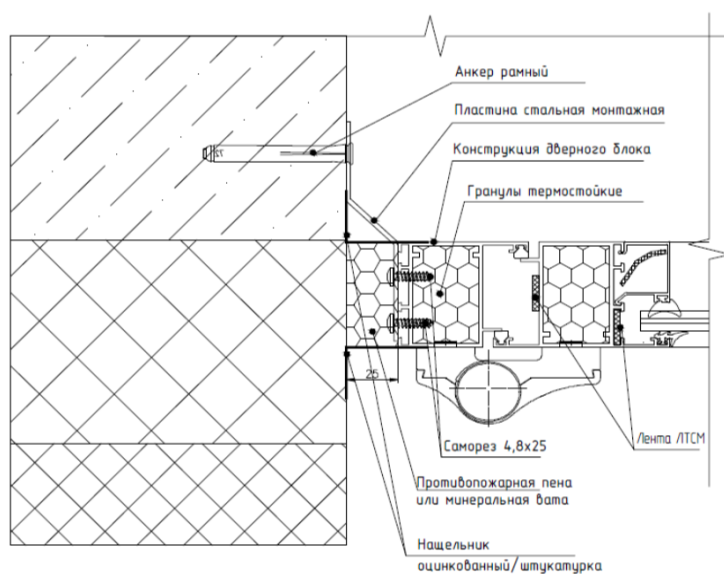 Анкер рамный
Пластина стальная монтажная
Конструкция дверного блока
Гранулы термостойкие
25
Саморез 4,8х25
Лента ЛТСМ
Противопожарная пена
или минеральная вата
Нащельник
оцинкованный/штукатурка